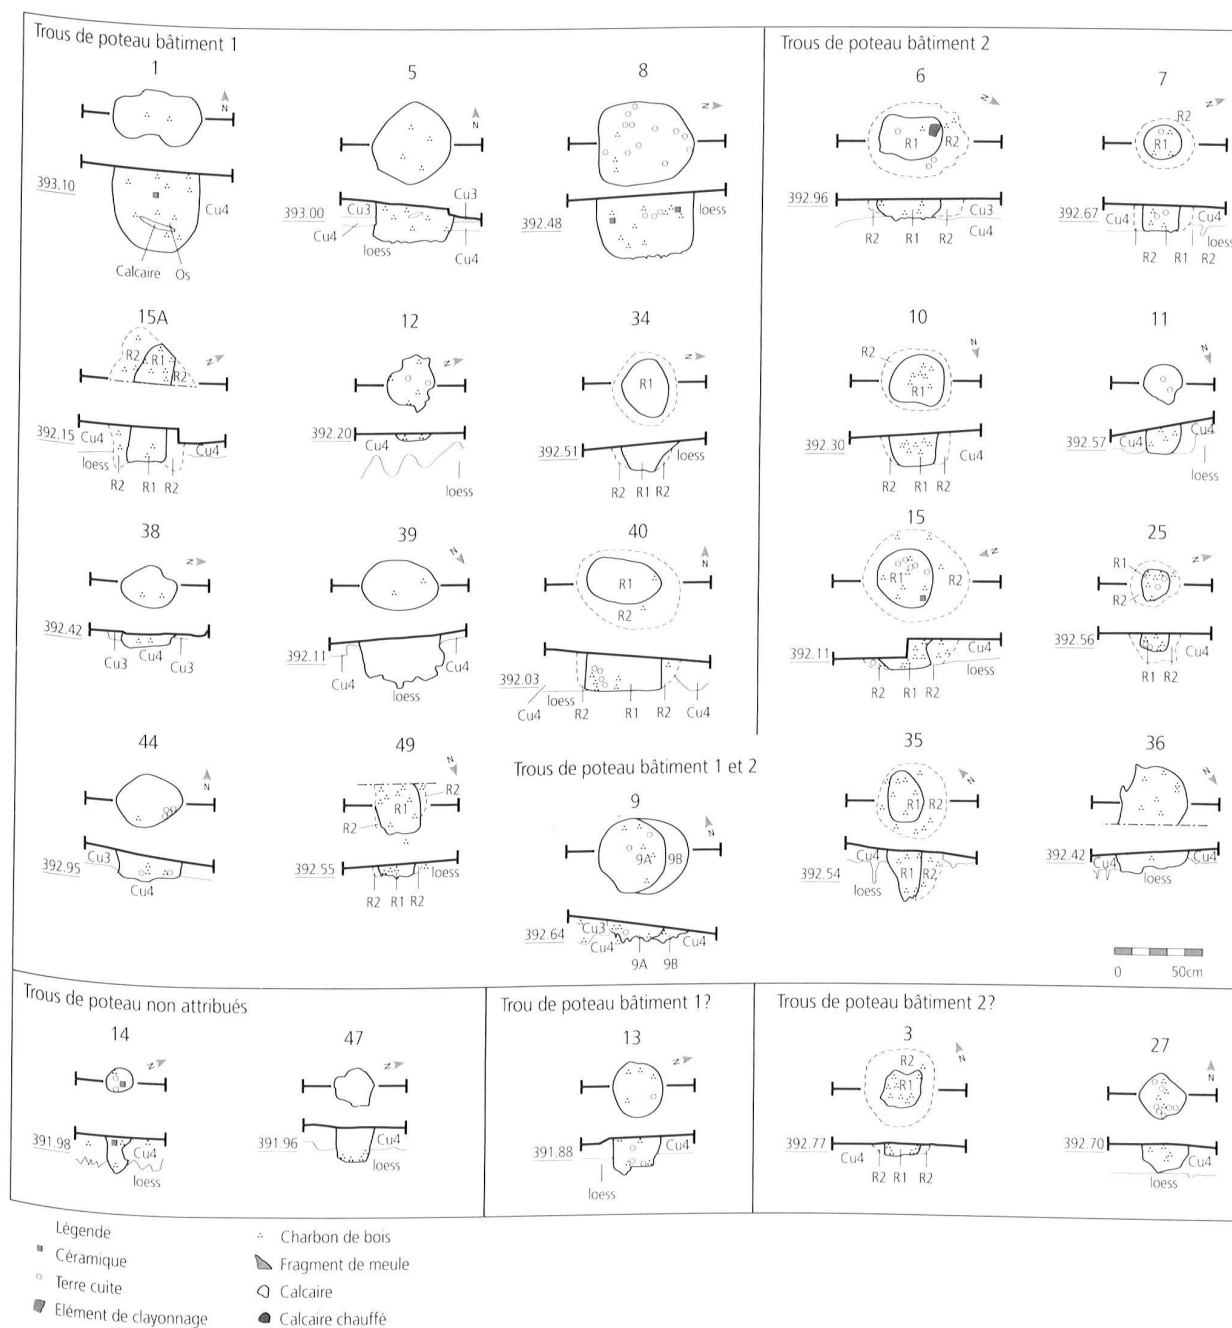 Trous de poteau bâtiment 1
1
N
393.10
Cu4
Calcaire Os
5
N
393.00
Cu3
Cu3
Cu4
loess
Cu4
8
N
392.48
loess
15A
R2 R1
R2
N
392.15
Cu4
loess
Cu4
R2 R1 R2
12
N
392.20
Cu4
loess
34
R1
N
392.51
loess
R2 R1 R2
38
N
392.42
Cu3 Cu4 Cu3
39
N
392.11
Cu4
Cu4
loess
40
R1
R2
N
392.03
loess
Cu4 R2 R1 R2 Cu4
44
N
392.95
Cu3
Cu4
49
N
R2
R1
R2
392.55
loess
R2 R1 R2
Trous de poteau bâtiment 2
6
N
R1 R2
392.96
Cu3
Cu4
R2 R1 R2
7
N
R2
R1
392.67
Cu4
Cu4
loess
R2 R1 R2
10
N
R2
R1
392.30
Cu4
R2 R1 R2
11
N
392.57
Cu4
Cu4
loess
15
N
R1 R2
392.11
Cu4
loess
R2 R1 R2
25
N
R1
R2
392.56
Cu4
R1 R2
35
N
R1 R2
392.54
Cu4
loess
R1 R2
36
N
392.42
Cu4
Cu4
loess
0 50cm
Trous de poteau bâtiment 1 et 2
9
N
9A 9B
392.64
Cu3
Cu4
Cu4
9A 9B
Trous de poteau non attribués
14
N
391.98
Cu4
loess
47
N
391.96
Cu4
loess
Trou de poteau bâtiment 1?
13
N
391.88
Cu4
loess
Trous de poteau bâtiment 2?
3
N
R2
R1
392.77
Cu4 R2 R1 R2
27
N
392.70
Cu4
loess
Légende
Céramique
Terre cuite
Elément de clayonnage
Charbon de bois
Fragment de meule
Calcaire
Calcaire chauffé